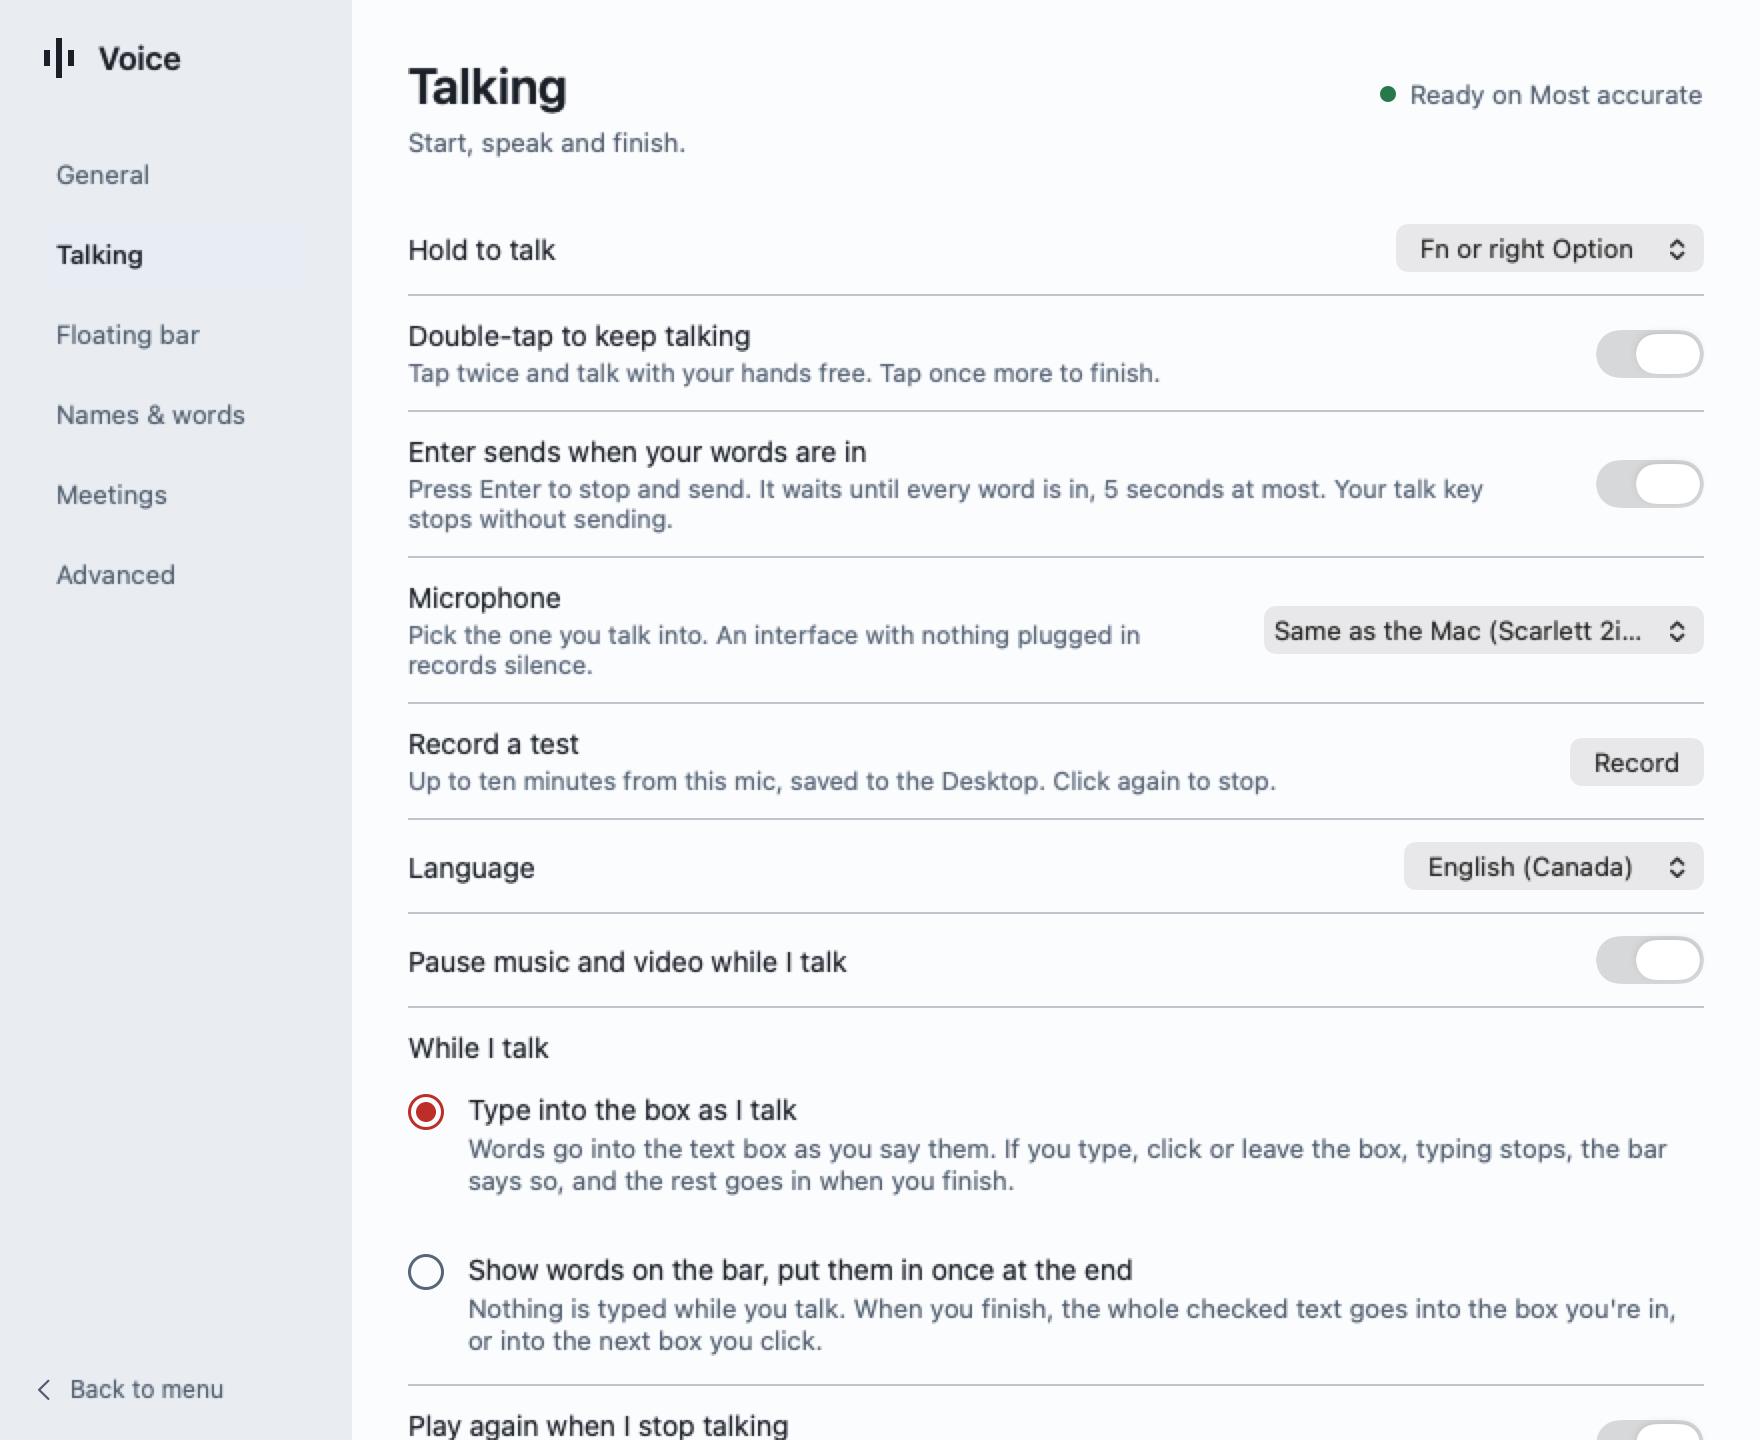 Voice
General
Talking
Floating bar
Names & words
Meetings
Advanced
Back to menu
Talking
Ready on Most accurate
Start, speak and finish.
Hold to talk
Fn or right Option
Double-tap to keep talking
Tap twice and talk with your hands free. Tap once more to finish.
Enter sends when your words are in
Press Enter to stop and send. It waits until every word is in, 5 seconds at most. Your talk key
stops without sending.
Microphone
Pick the one you talk into. An interface with nothing plugged in
records silence.
Same as the Mac (Scarlett 2i...
Record a test
Up to ten minutes from this mic, saved to the Desktop. Click again to stop.
Record
Language
English (Canada)
Pause music and video while I talk
While I talk
Type into the box as I talk
Words go into the text box as you say them. If you type, click or leave the box, typing stops, the bar
says so, and the rest goes in when you finish.
Show words on the bar, put them in once at the end
Nothing is typed while you talk. When you finish, the whole checked text goes into the box you're in,
or into the next box you click.
Play again when I stop talking